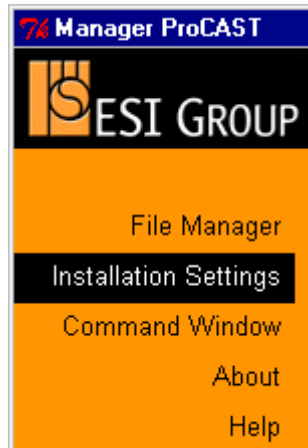 Manager ProCAST
ESI GROUP
File Manager
Installation Settings
Command Window
About
Help